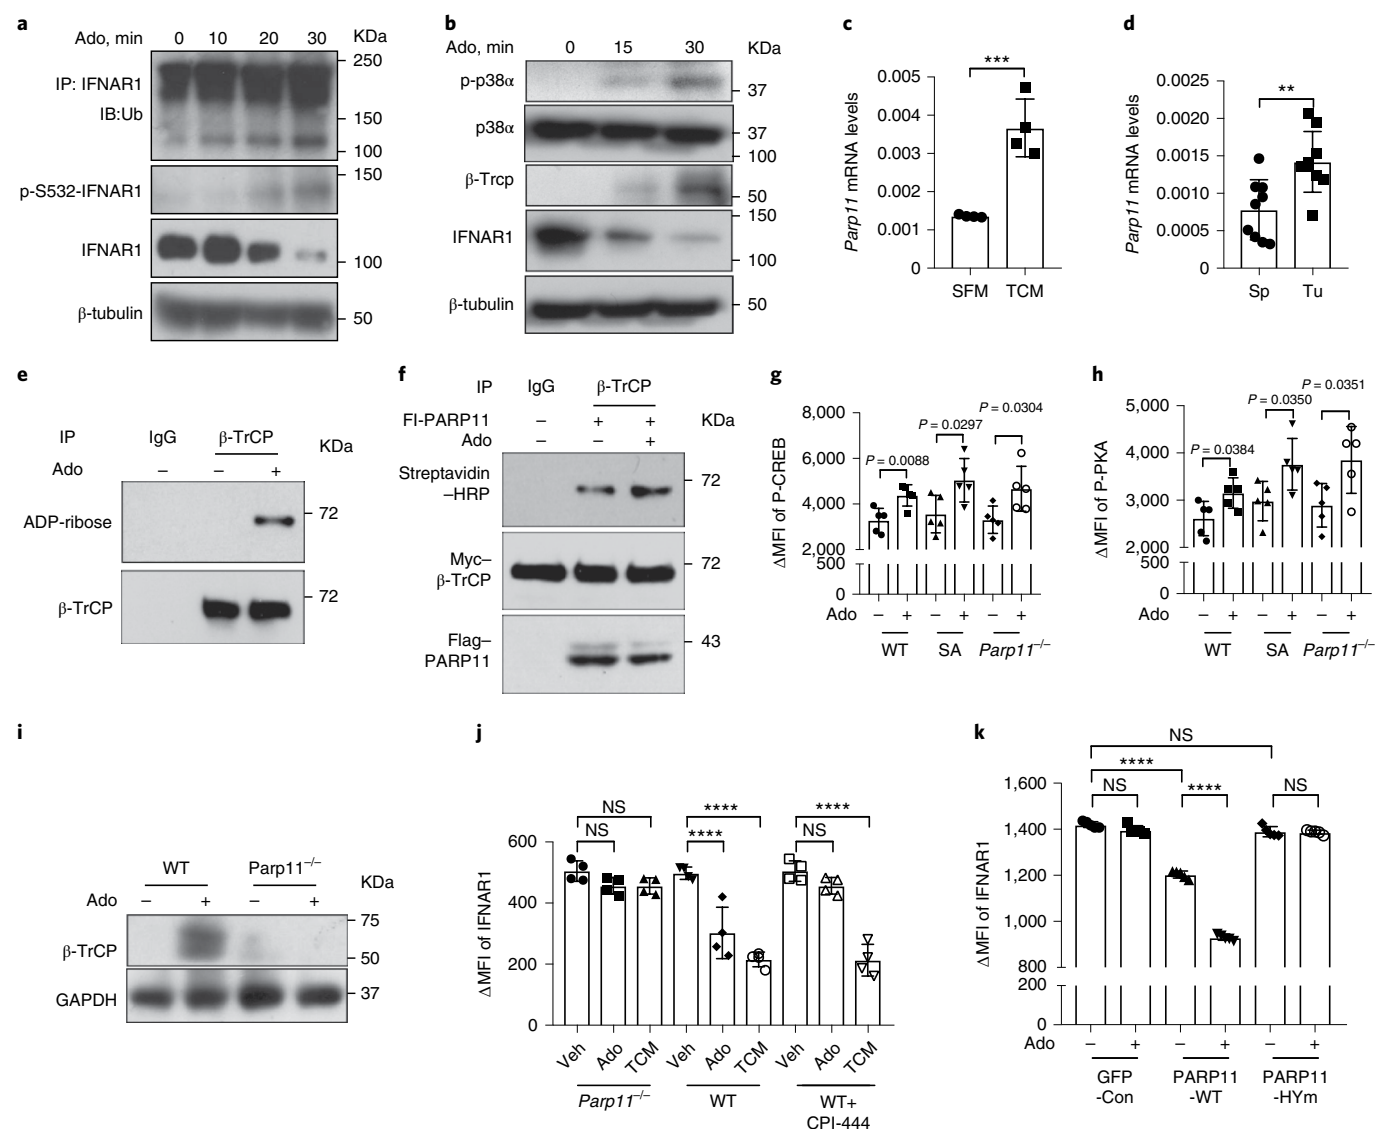 a
Ado, min 0 10 20 30 KDa
IP: IFNAR1
IB:Ub
250
150
100
p-S532-IFNAR1
150
IFNAR1
100
β-tubulin
50
b
Ado, min 0 15 30 KDa
p-p38α
37
p38α
37
100
β-Trcp
50
150
IFNAR1
100
β-tubulin
50
c
***
Parp11 mRNA levels
0.005
0.004
0.003
0.002
0.001
0
SFM TCM
d
**
Parp11 mRNA levels
0.0025
0.0020
0.0015
0.0010
0.0005
0
Sp Tu
e
IP IgG β-TrCP
KDa
Ado – – +
ADP-ribose
72
β-TrCP
72
f
IP IgG β-TrCP
Fl-PARP11 – + + KDa
Ado – – +
Streptavidin
–HRP
72
Myc–
β-TrCP
72
Flag–
PARP11
43
g
P = 0.0088
P = 0.0297
P = 0.0304
ΔMFI of P-CREB
8,000
6,000
4,000
2,000
500
0
Ado – + – + – +
WT SA Parp11–/–
h
P = 0.0384
P = 0.0350
P = 0.0351
ΔMFI of P-PKA
5,000
4,000
3,000
2,000
500
0
Ado – + – + – +
WT SA Parp11–/–
i
WT Parp11–/–
KDa
Ado – + – +
75
β-TrCP
50
GAPDH
37
j
NS
NS
****
****
****
NS
ΔMFI of IFNAR1
600
400
200
0
Veh Ado TCM Veh Ado TCM Veh Ado TCM
Parp11–/– WT WT+
CPI-444
k
NS
****
NS
****
NS
ΔMFI of IFNAR1
1,600
1,400
1,200
1,000
800
200
0
Ado – + – + – +
GFP PARP11 PARP11
-Con -WT -HYm